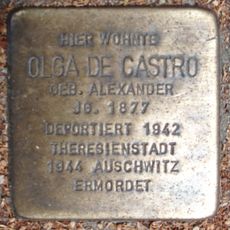 HIER WOHNTE
OLGA DE CASTRO
GEB. ALEXANDER
JG. 1877
DEPORTIERT 1942
THERESIENSTADT
1944 AUSCHWITZ
ERMORDET